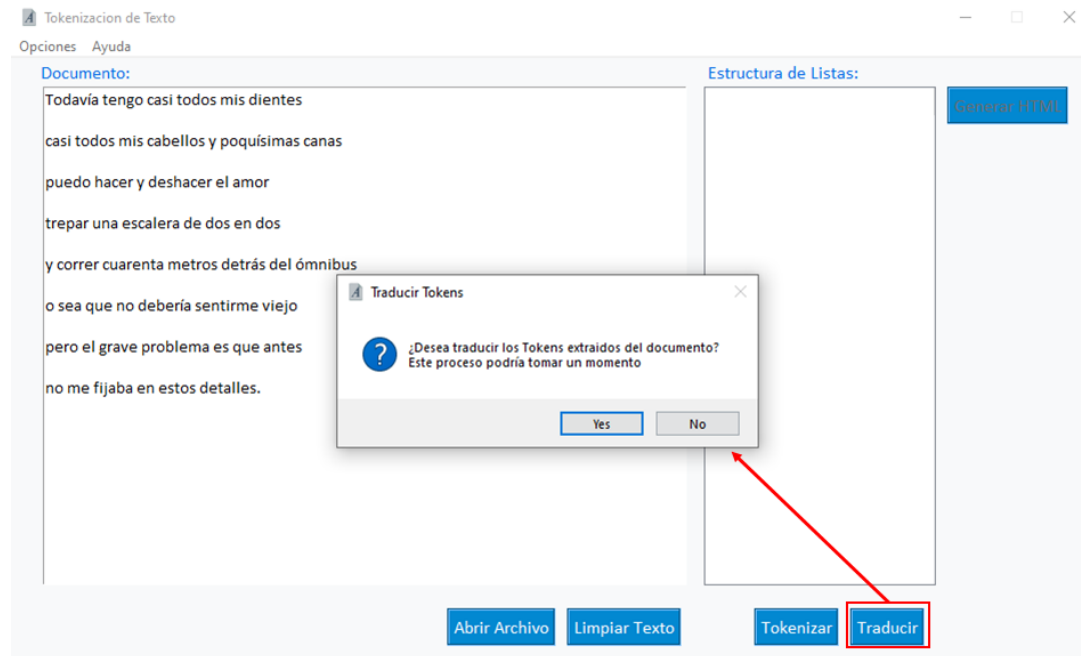 Tokenizacion de Texto
Opciones Ayuda
Documento:
Estructura de Listas:
Todavía tengo casi todos mis dientes
casi todos mis cabellos y poquísimas canas
puedo hacer y deshacer el amor
trepar una escalera de dos en dos
y correr cuarenta metros detrás del ómnibus
o sea que no debería sentirme viejo
pero el grave problema es que antes
no me fijaba en estos detalles.
Generar HTML
Traducir Tokens
¿Desea traducir los Tokens extraidos del documento?
Este proceso podría tomar un momento
Yes
No
Abrir Archivo
Limpiar Texto
Tokenizar
Traducir